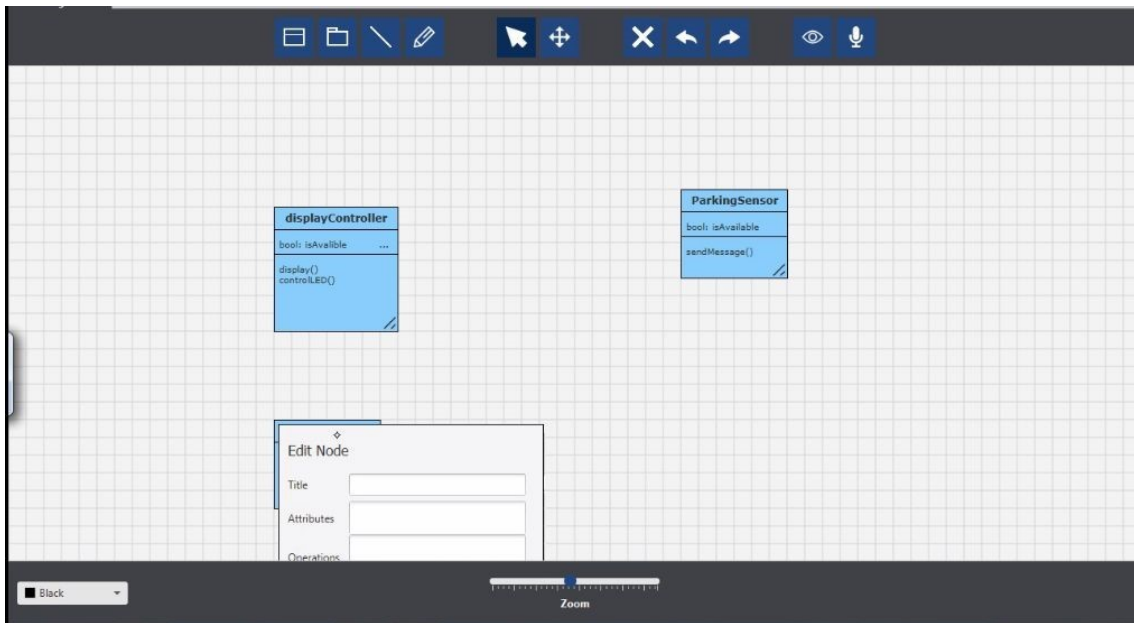 displayController
bool: isAvalible ...
display()
controlLED()
ParkingSensor
bool: isAvailable
sendMessage()
Edit Node
Title
Attributes
Operations
Black
Zoom